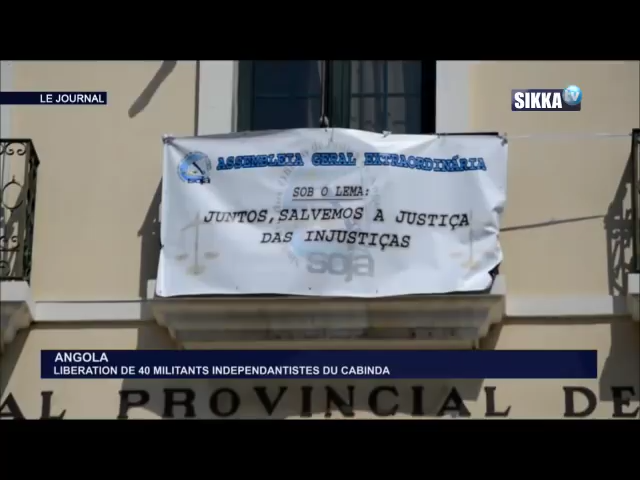 LE JOURNAL
SIKKA tv
ASSEMBLEIA GERAL EXTRAORDINÁRIA
SOB O LEMA:
JUNTOS, SALVEMOS A JUSTIÇA
DAS INJUSTIÇAS
soja
ANGOLA
LIBERATION DE 40 MILITANTS INDEPENDANTISTES DU CABINDA
AL PROVINCIAL DE